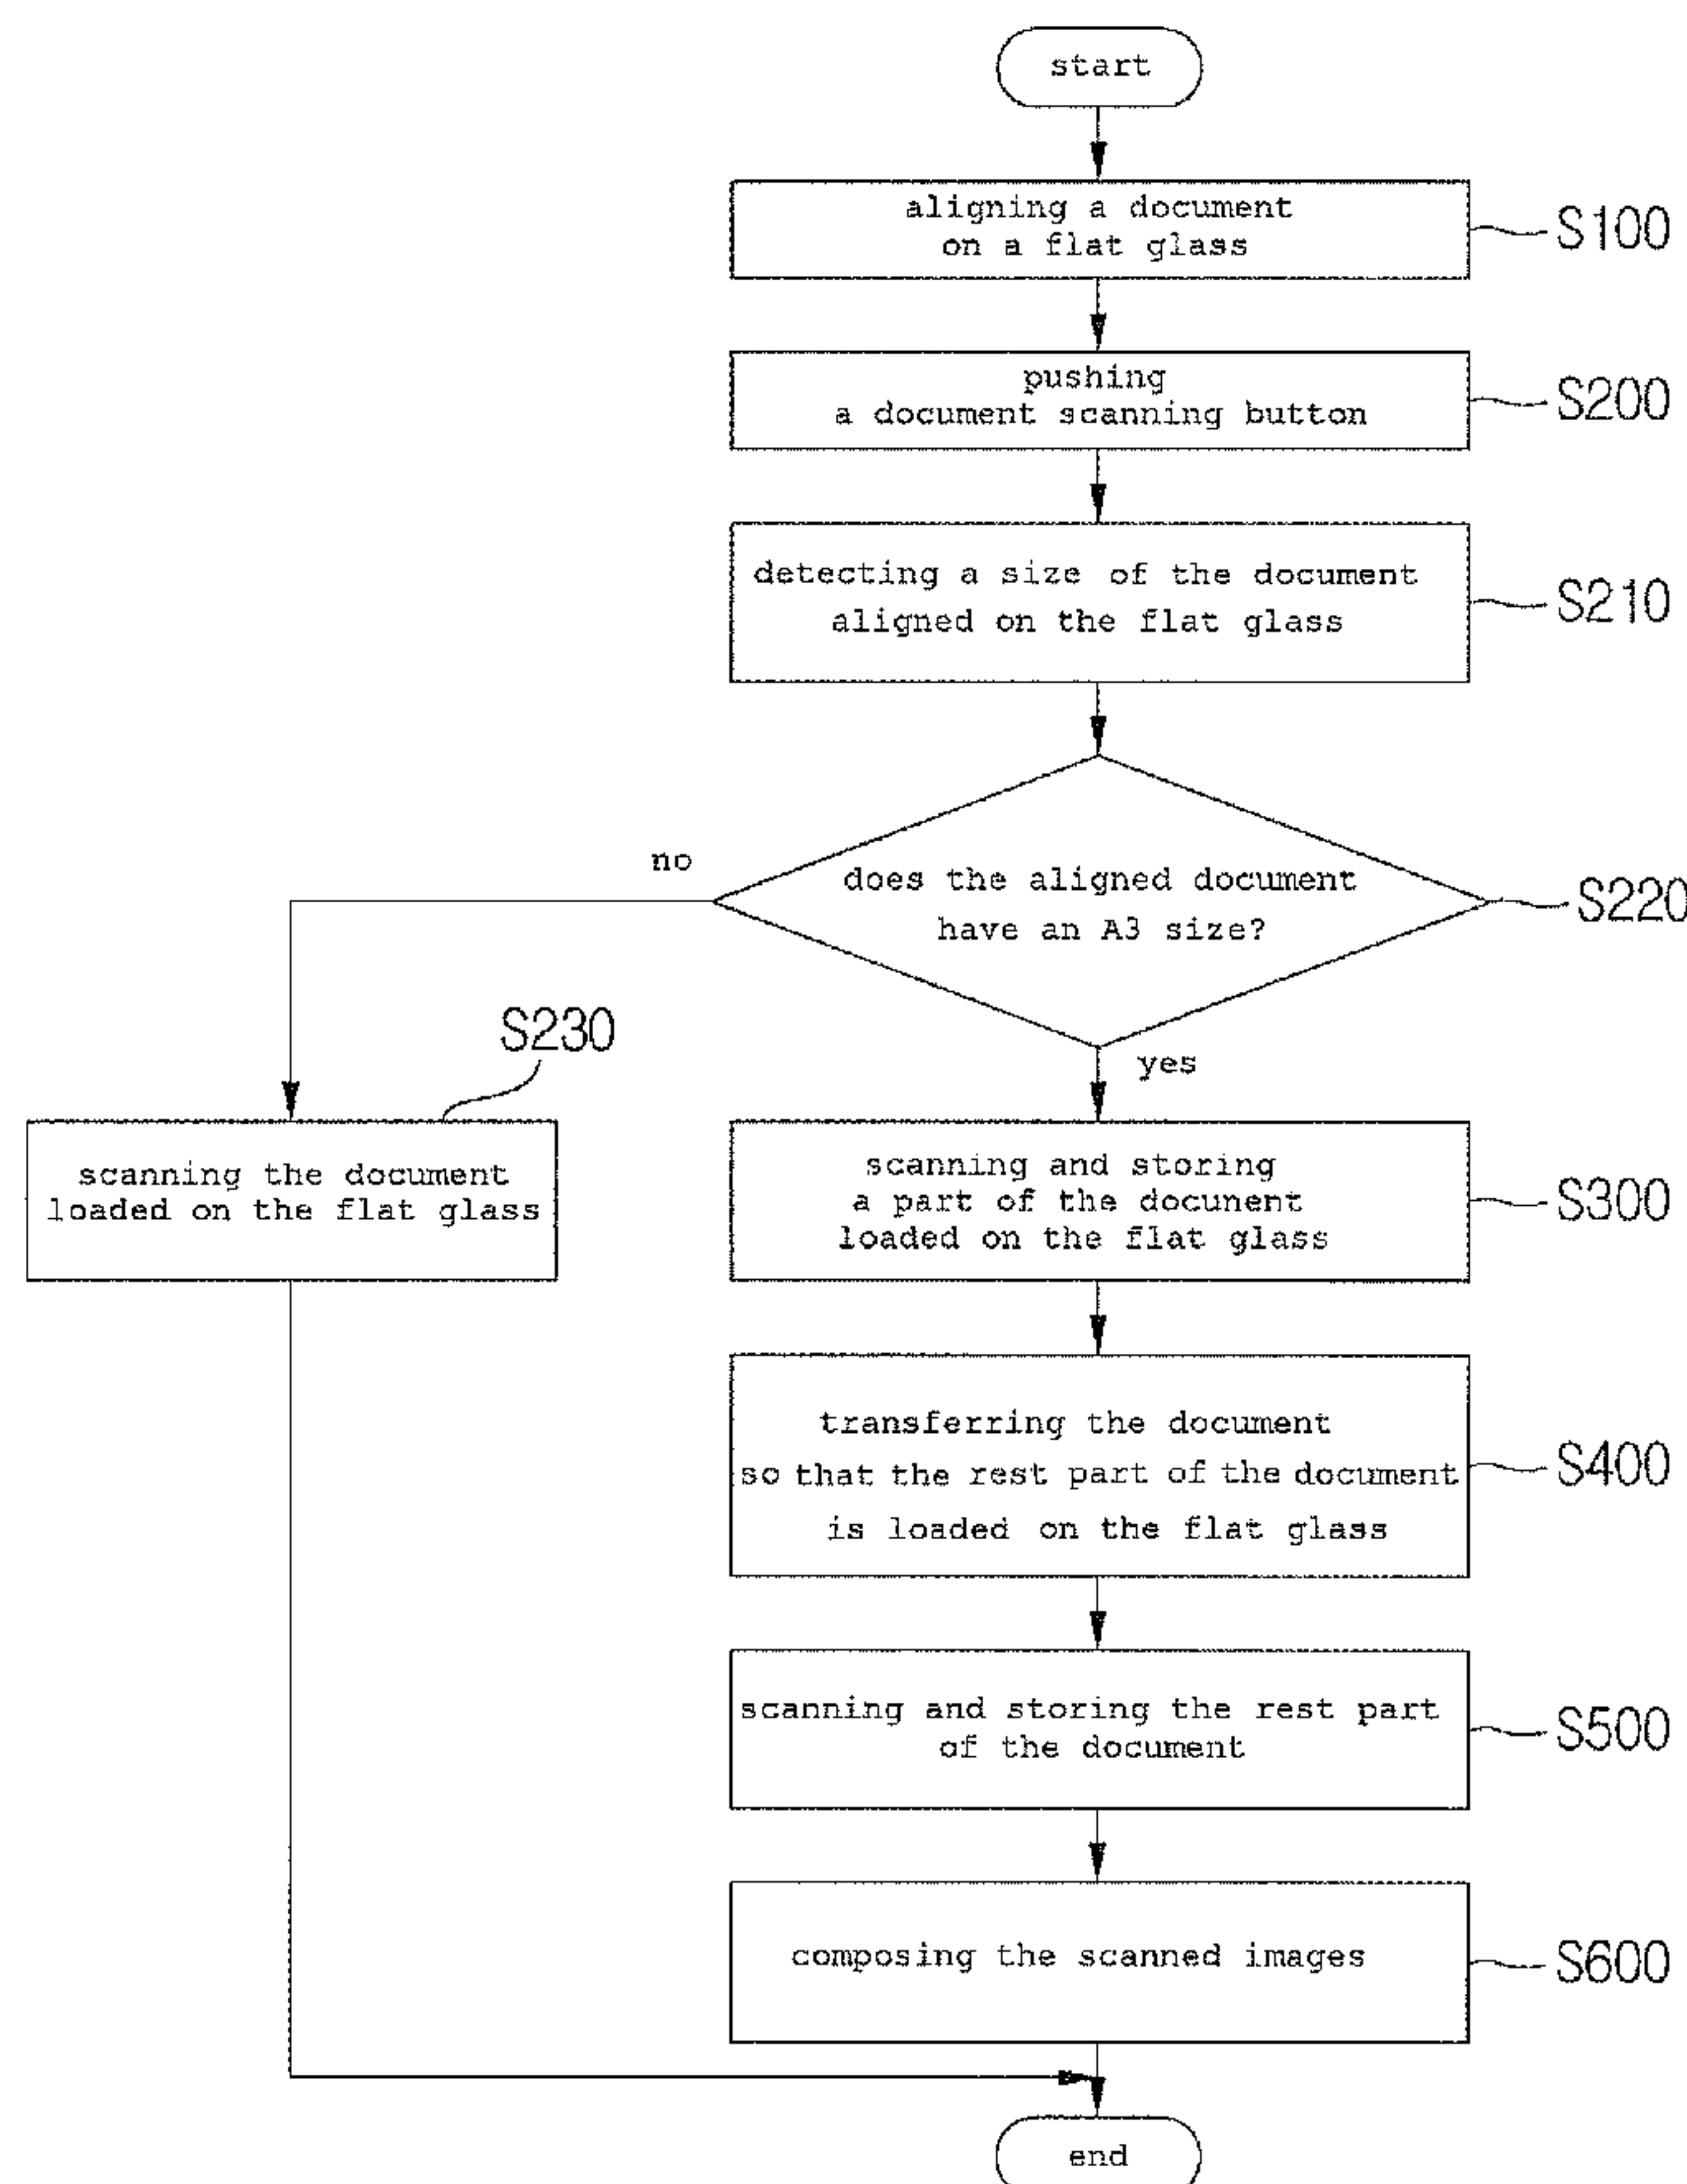 start
aligning a document
on a flat glass
S100
pushing
a document scanning button
S200
detecting a size of the document
aligned on the flat glass
S210
no
does the aligned document
have an A3 size?
S220
yes
S230
scanning the document
loaded on the flat glass
scanning and storing
a part of the docunent
loaded on the flat glass
S300
transferring the document
so that the rest part of the document
is loaded on the flat glass
S400
scanning and storing the rest part
of the document
S500
composing the scanned images
S600
end